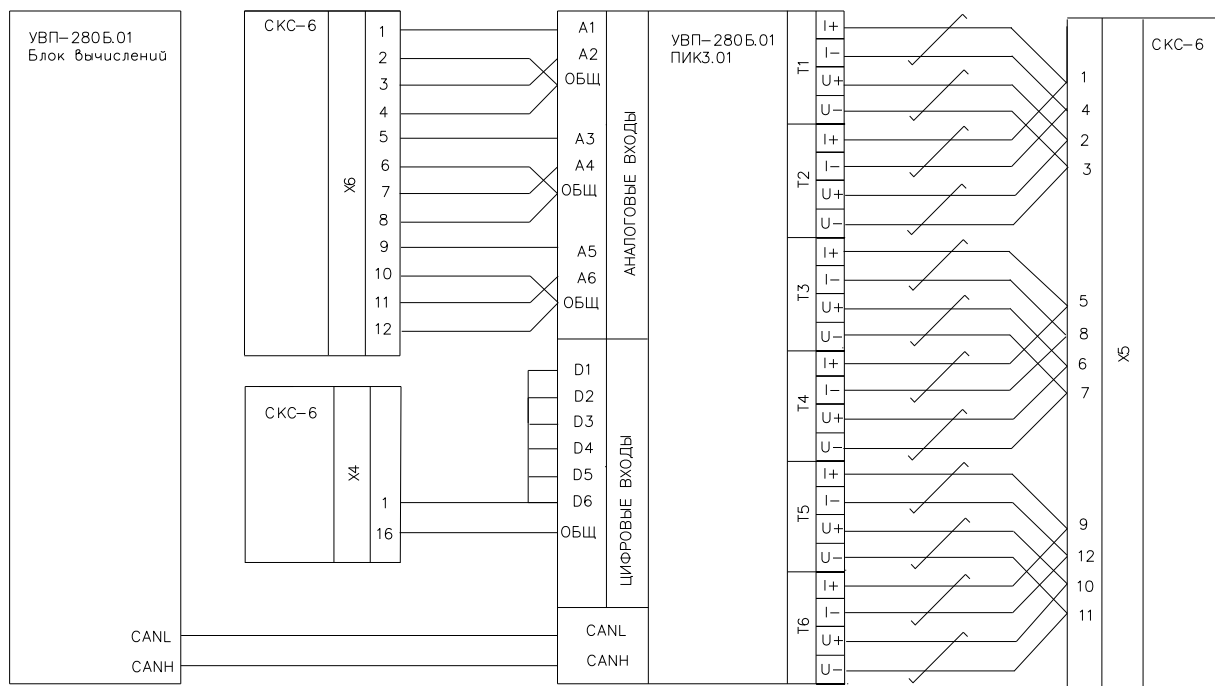 УВП-280Б.01
Блок вычислений
CANL
CANH
СКС-6
X6
1
2
3
4
5
6
7
8
9
10
11
12
СКС-6
X4
1
16
A1
A2
ОБЩ
A3
A4
ОБЩ
A5
A6
ОБЩ
АНАЛОГОВЫЕ ВХОДЫ
D1
D2
D3
D4
D5
D6
ОБЩ
ЦИФРОВЫЕ ВХОДЫ
CANL
CANH
УВП-280Б.01
ПИК3.01
T1
I+
I-
U+
U-
T2
I+
I-
U+
U-
T3
I+
I-
U+
U-
T4
I+
I-
U+
U-
T5
I+
I-
U+
U-
T6
I+
I-
U+
U-
1
4
2
3
5
8
6
7
9
12
10
11
X5
СКС-6